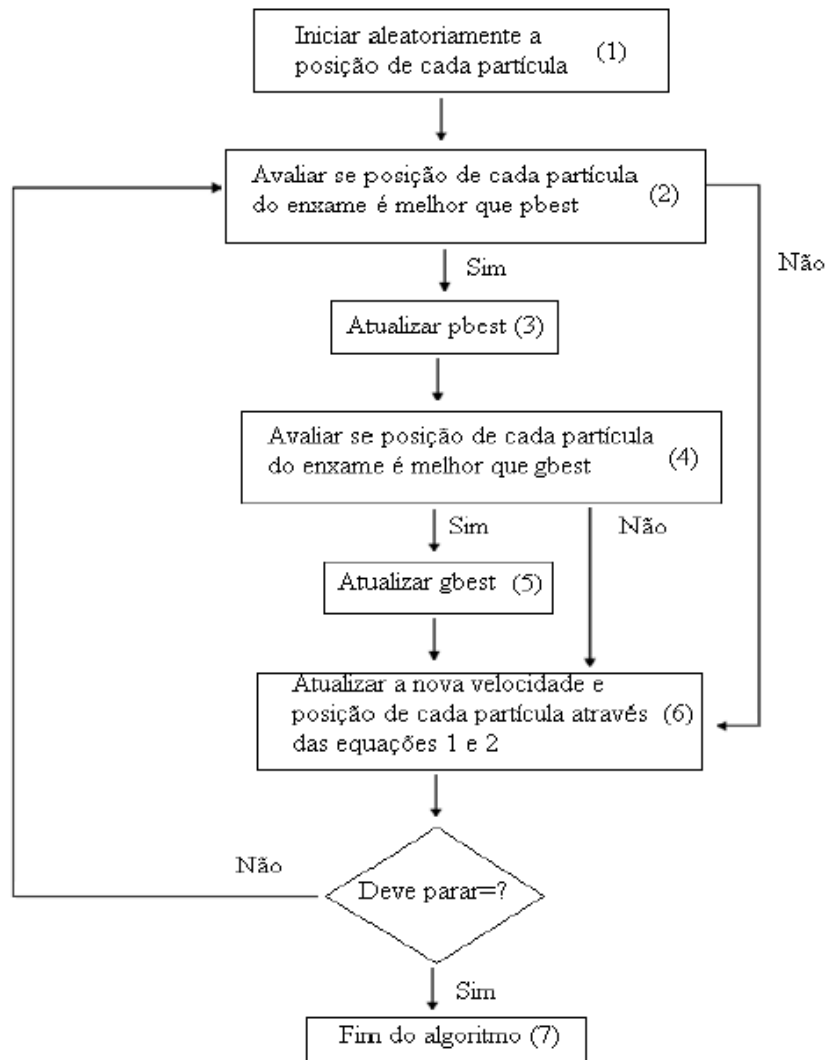 Iniciar aleatoriamente a
posição de cada partícula
(1)
Avaliar se posição de cada partícula
do enxame é melhor que pbest
(2)
Sim
Não
Atualizar pbest (3)
Avaliar se posição de cada partícula
do enxame é melhor que gbest
(4)
Sim
Não
Atualizar gbest (5)
Atualizar a nova velocidade e
posição de cada partícula através
das equações 1 e 2
(6)
Não
Deve parar=?
Sim
Fim do algoritmo (7)